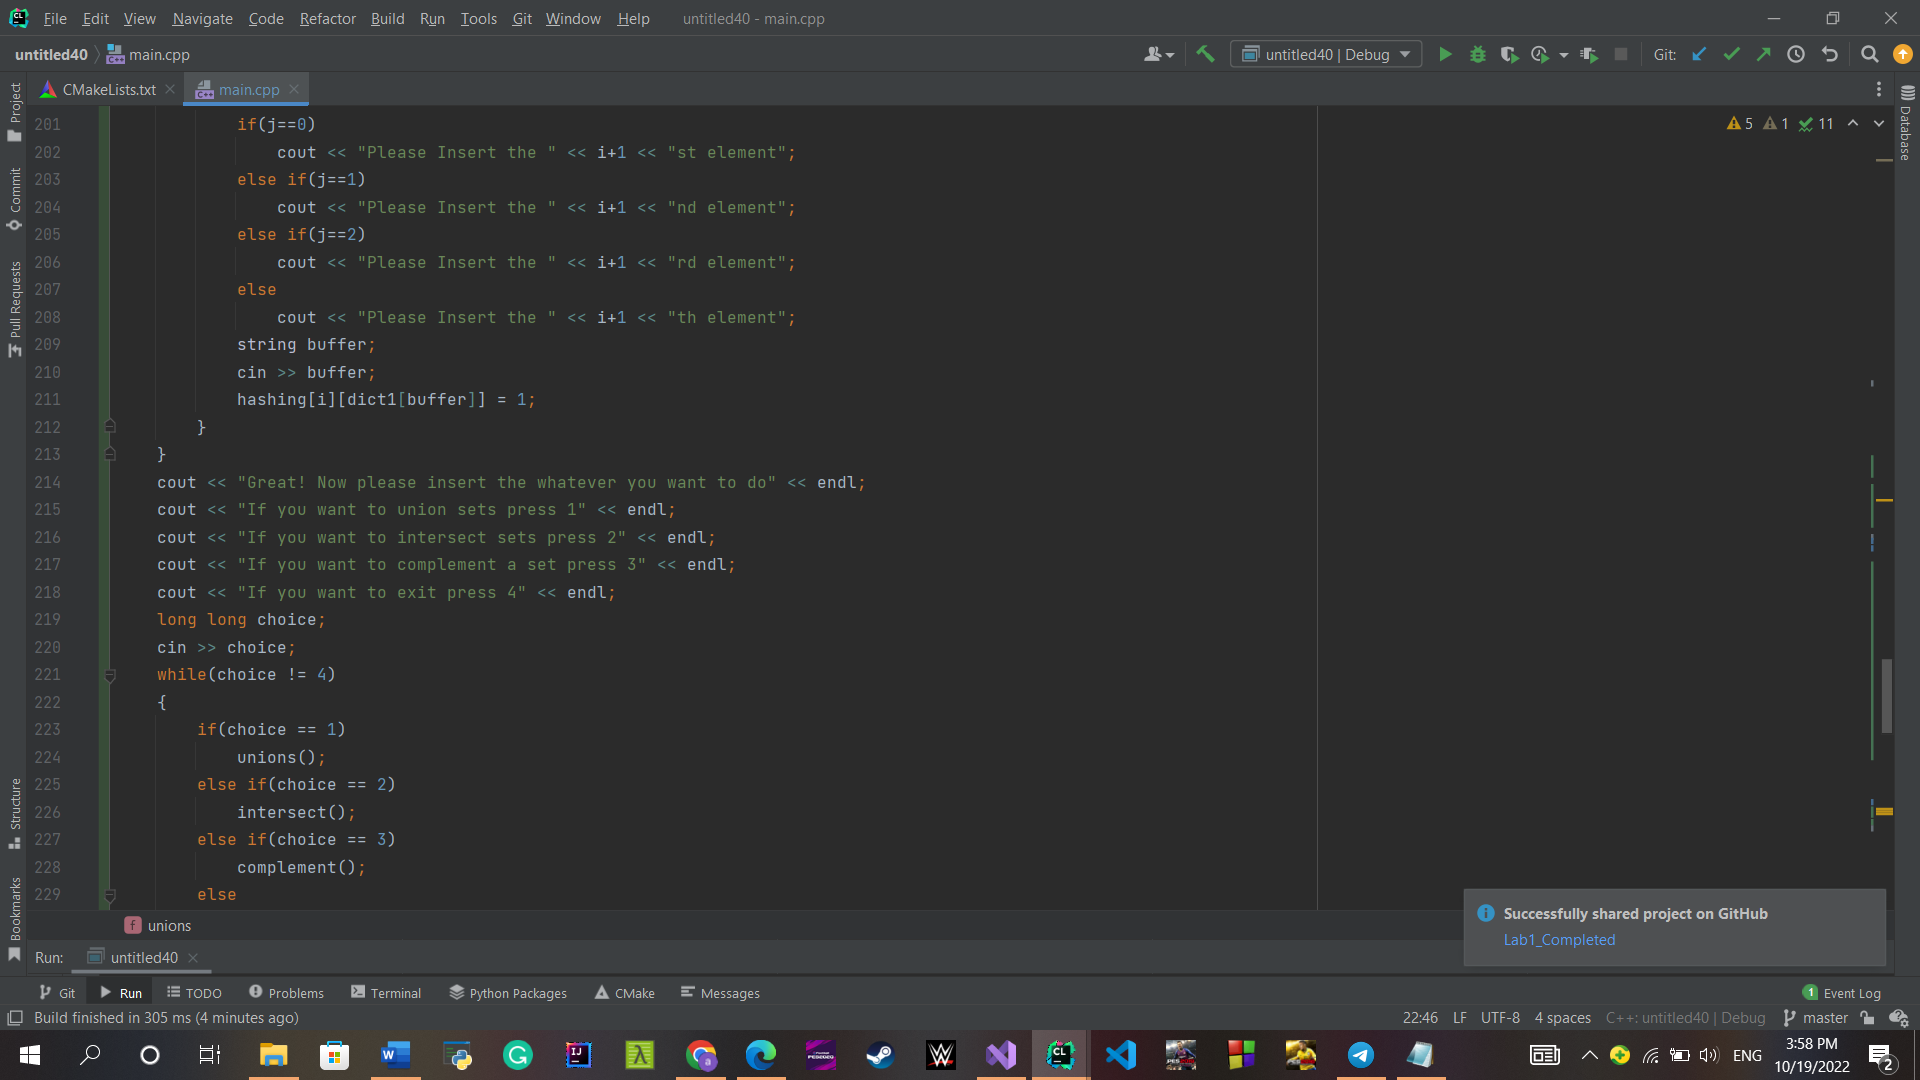 File Edit View Navigate Code Refactor Build Run Tools Git Window Help untitled40 - main.cpp
untitled40 main.cpp untitled40 | Debug Git:
CMakeLists.txt main.cpp
Project
Commit
Pull Requests
Structure
Bookmarks
Database
5 1 11
201 if(j==0)
202 cout << "Please Insert the " << i+1 << "st element";
203 else if(j==1)
204 cout << "Please Insert the " << i+1 << "nd element";
205 else if(j==2)
206 cout << "Please Insert the " << i+1 << "rd element";
207 else
208 cout << "Please Insert the " << i+1 << "th element";
209 string buffer;
210 cin >> buffer;
211 hashing[i][dict1[buffer]] = 1;
212 }
213 }
214 cout << "Great! Now please insert the whatever you want to do" << endl;
215 cout << "If you want to union sets press 1" << endl;
216 cout << "If you want to intersect sets press 2" << endl;
217 cout << "If you want to complement a set press 3" << endl;
218 cout << "If you want to exit press 4" << endl;
219 long long choice;
220 cin >> choice;
221 while(choice != 4)
222 {
223 if(choice == 1)
224 unions();
225 else if(choice == 2)
226 intersect();
227 else if(choice == 3)
228 complement();
229 else
f unions
Successfully shared project on GitHub
Lab1_Completed
Run: untitled40
Git Run TODO Problems Terminal Python Packages CMake Messages 1 Event Log
Build finished in 305 ms (4 minutes ago) 22:46 LF UTF-8 4 spaces C++: untitled40 | Debug master
ENG
3:58 PM
10/19/2022
2